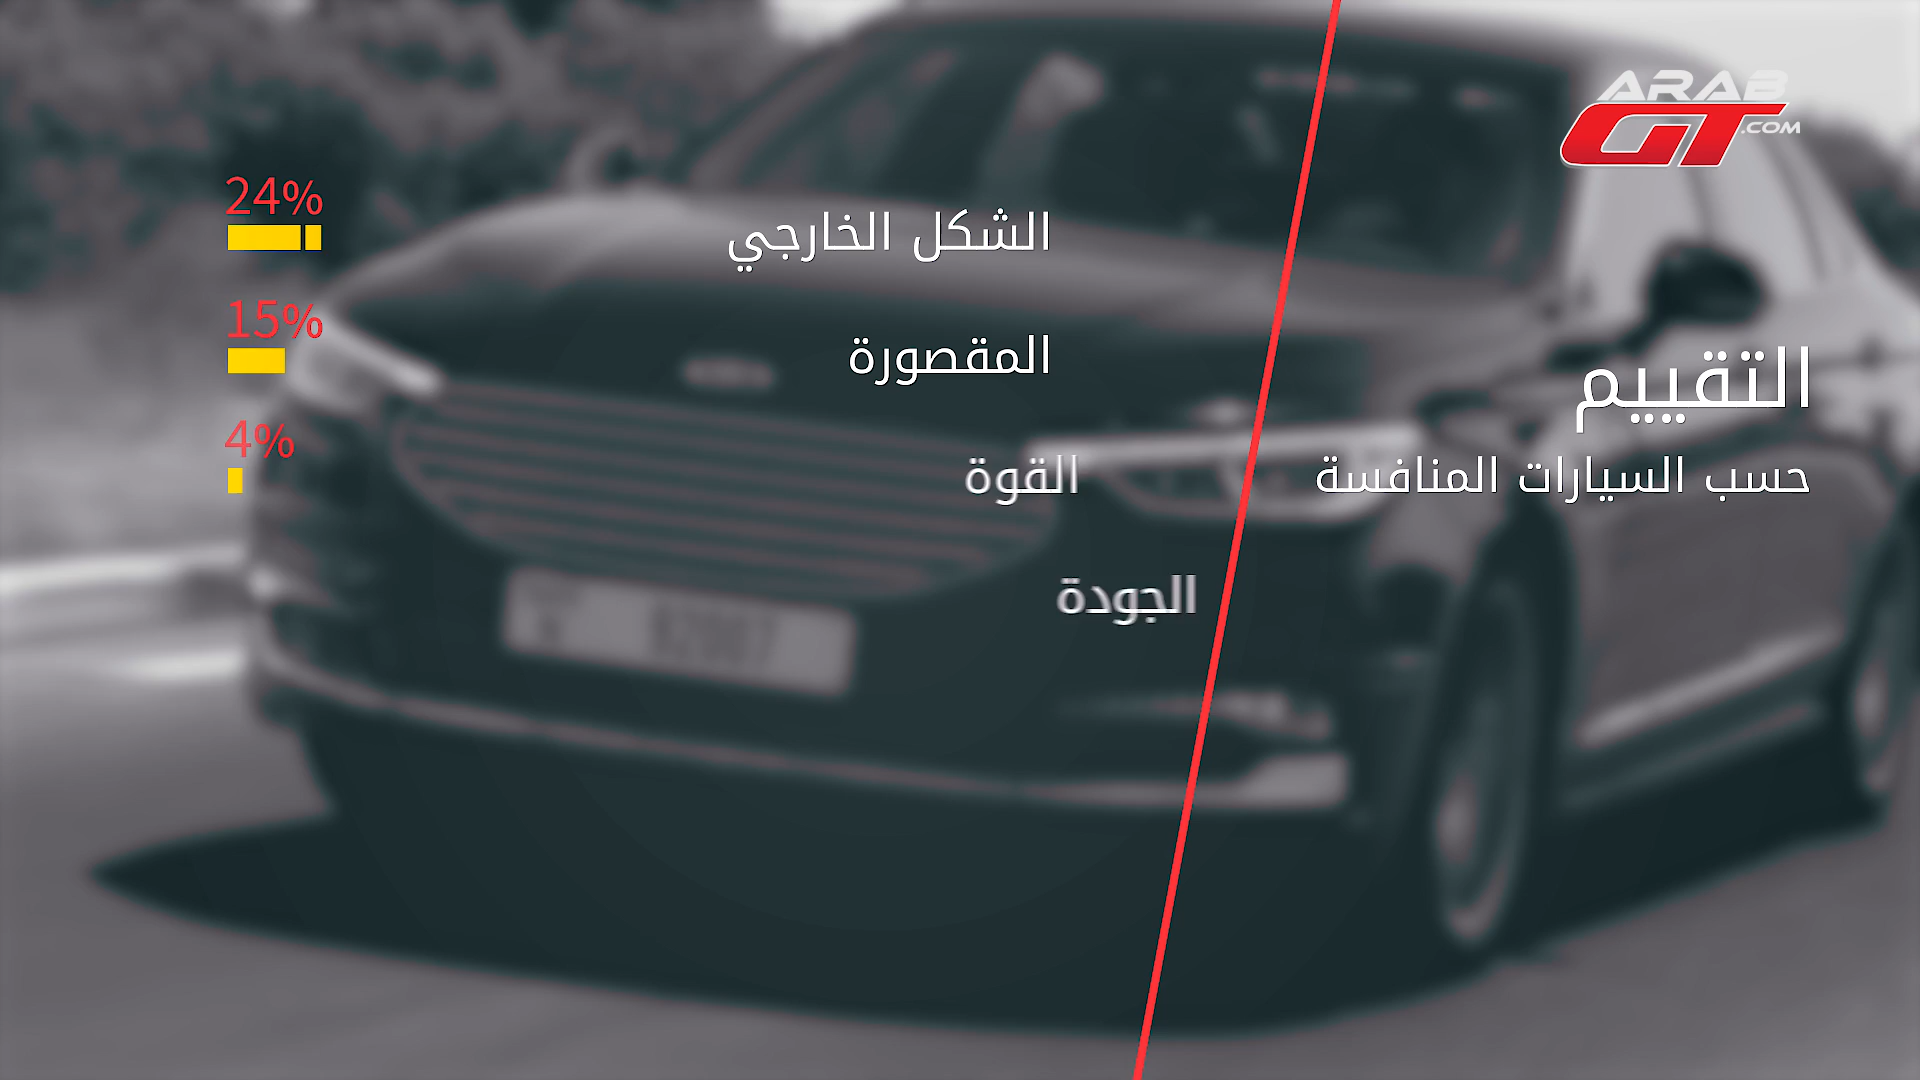 ARAB
GT.COM
التقييم
حسب السيارات المنافسة
الشكل الخارجي 24%
المقصورة 15%
القوة 4%
الجودة